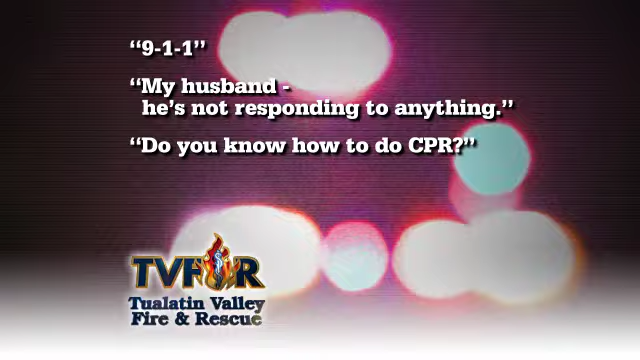 “9-1-1”
“My husband -
he's not responding to anything.”
“Do you know how to do CPR?”
TVF&R
Tualatin Valley
Fire & Rescue